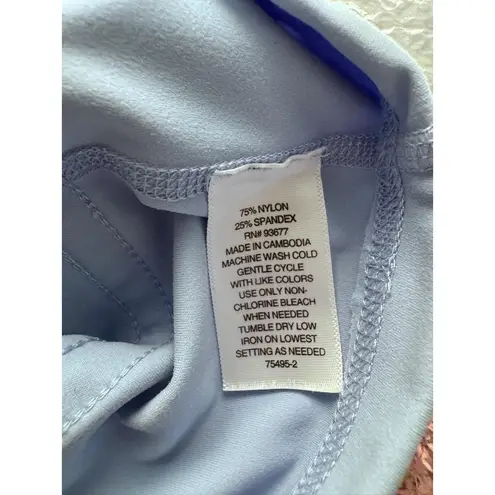 75% NYLON
25% SPANDEX
RN# 93677
MADE IN CAMBODIA
MACHINE WASH COLD
GENTLE CYCLE
WITH LIKE COLORS
USE ONLY NON-
CHLORINE BLEACH
WHEN NEEDED
TUMBLE DRY LOW
IRON ON LOWEST
SETTING AS NEEDED
75495-2